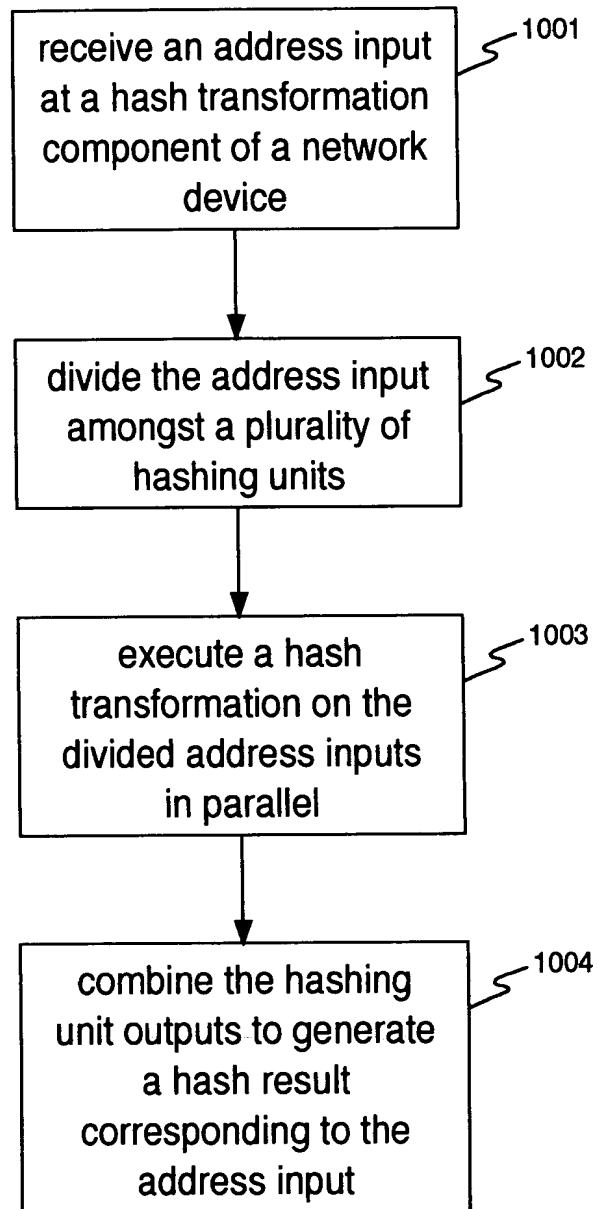 receive an address input
at a hash transformation
component of a network
device
1001
divide the address input
amongst a plurality of
hashing units
1002
execute a hash
transformation on the
divided address inputs
in parallel
1003
combine the hashing
unit outputs to generate
a hash result
corresponding to the
address input
1004